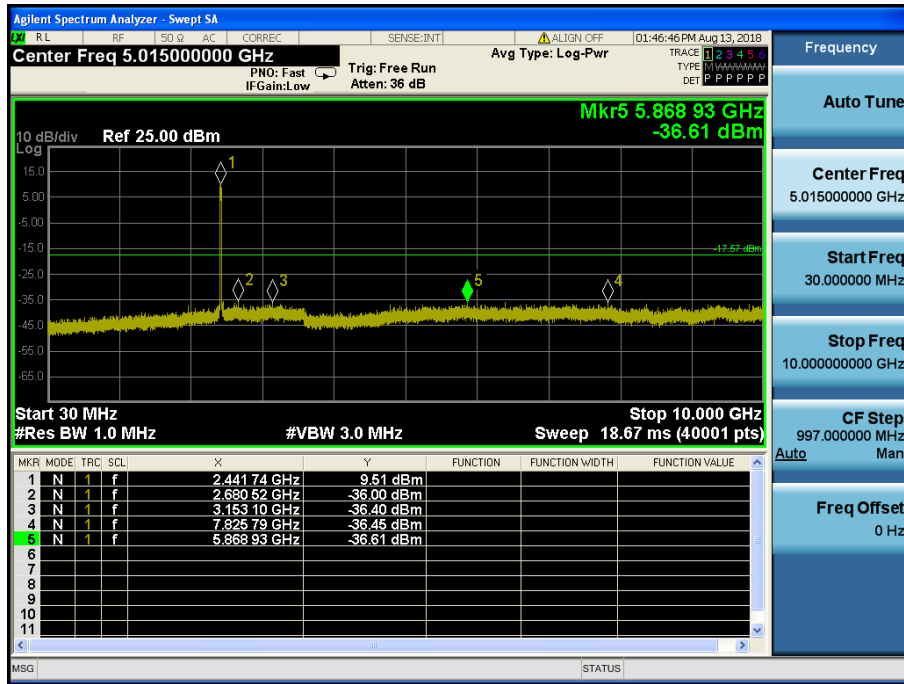 Agilent Spectrum Analyzer - Swept SA
LXI RL RF 50 Ω AC CORREC SENSE:INT ALIGN OFF 01:46:46 PM Aug 13, 2018
Center Freq 5.015000000 GHz Avg Type: Log-Pwr TRACE 1 2 3 4 5 6
PNO: Fast Trig: Free Run TYPE M W W W W W
IFGain:Low Atten: 36 dB DET P P P P P P
Mkr5 5.868 93 GHz
10 dB/div Ref 25.00 dBm -36.61 dBm
Log
15.0
5.00
-5.00
-15.0
-25.0
-35.0
-45.0
-55.0
-65.0
1
2
3
5
4
-17.57 dBm
Start 30 MHz Stop 10.000 GHz
#Res BW 1.0 MHz #VBW 3.0 MHz Sweep 18.67 ms (40001 pts)
MKR MODE TRC SCL X Y FUNCTION FUNCTION WIDTH FUNCTION VALUE
1 N 1 f 2.441 74 GHz 9.51 dBm
2 N 1 f 2.680 52 GHz -36.00 dBm
3 N 1 f 3.153 10 GHz -36.40 dBm
4 N 1 f 7.825 79 GHz -36.45 dBm
5 N 1 f 5.868 93 GHz -36.61 dBm
6
7
8
9
10
11
MSG STATUS
Frequency
Auto Tune
Center Freq
5.015000000 GHz
Start Freq
30.000000 MHz
Stop Freq
10.000000000 GHz
CF Step
997.000000 MHz
Auto Man
Freq Offset
0 Hz